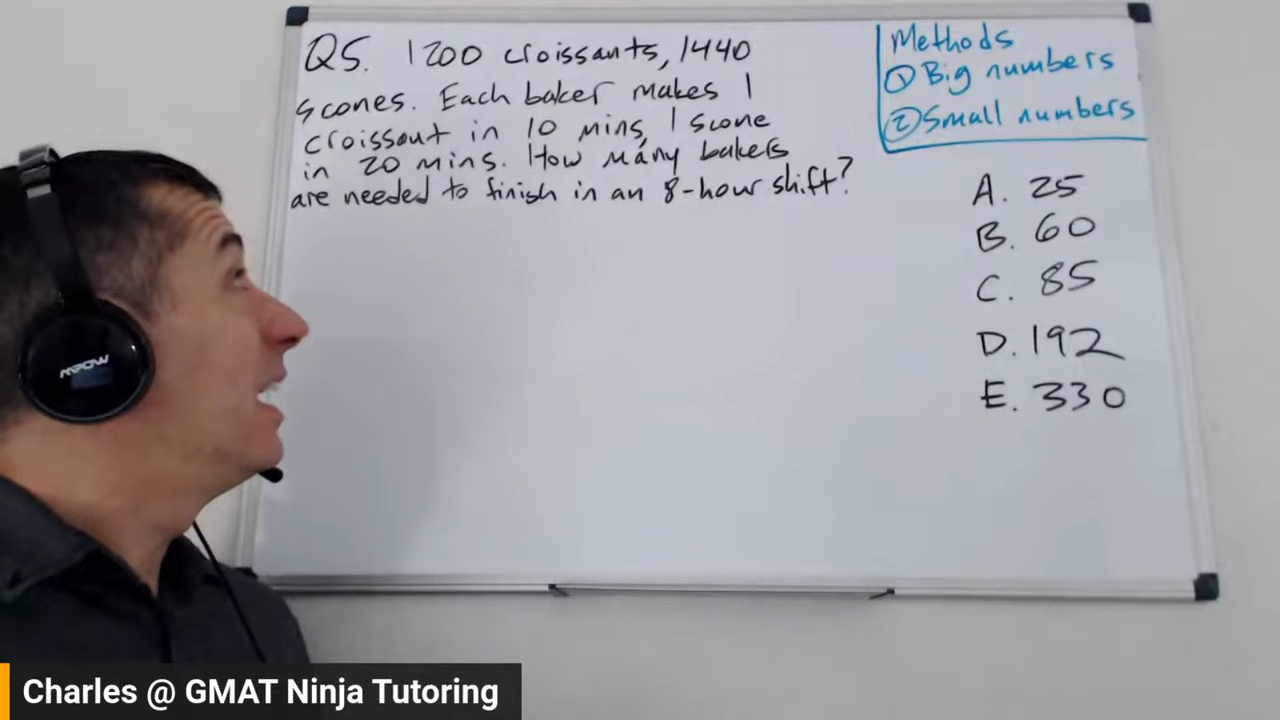 Q5. 1200 croissants, 1440
scones. Each baker makes 1
croissant in 10 mins, 1 scone
in 20 mins. How many bakers
are needed to finish in an 8-hour shift?
Methods
① Big numbers
② Small numbers
A. 25
B. 60
C. 85
D. 192
E. 330
MPOW
Charles @ GMAT Ninja Tutoring